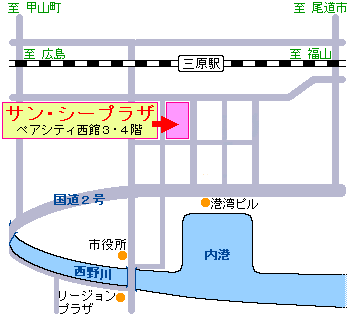 至 甲山町
至 尾道市
至 広島
至 福山
三原駅
サン・シープラザ
ペアシティ西館3・4階
国道2号
港湾ビル
市役所
内港
西野川
リージョン
プラザ